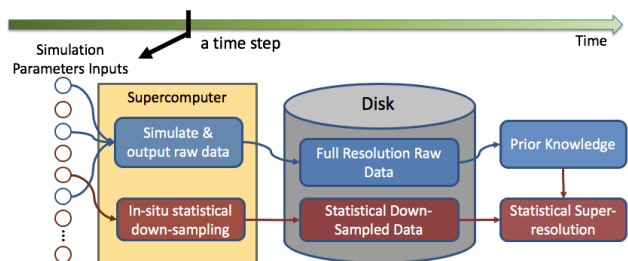 a time step
Time
Simulation
Parameters Inputs
Supercomputer
Simulate &
output raw data
In-situ statistical
down-sampling
Disk
Full Resolution Raw
Data
Statistical Down-
Sampled Data
Prior Knowledge
Statistical Super-
resolution